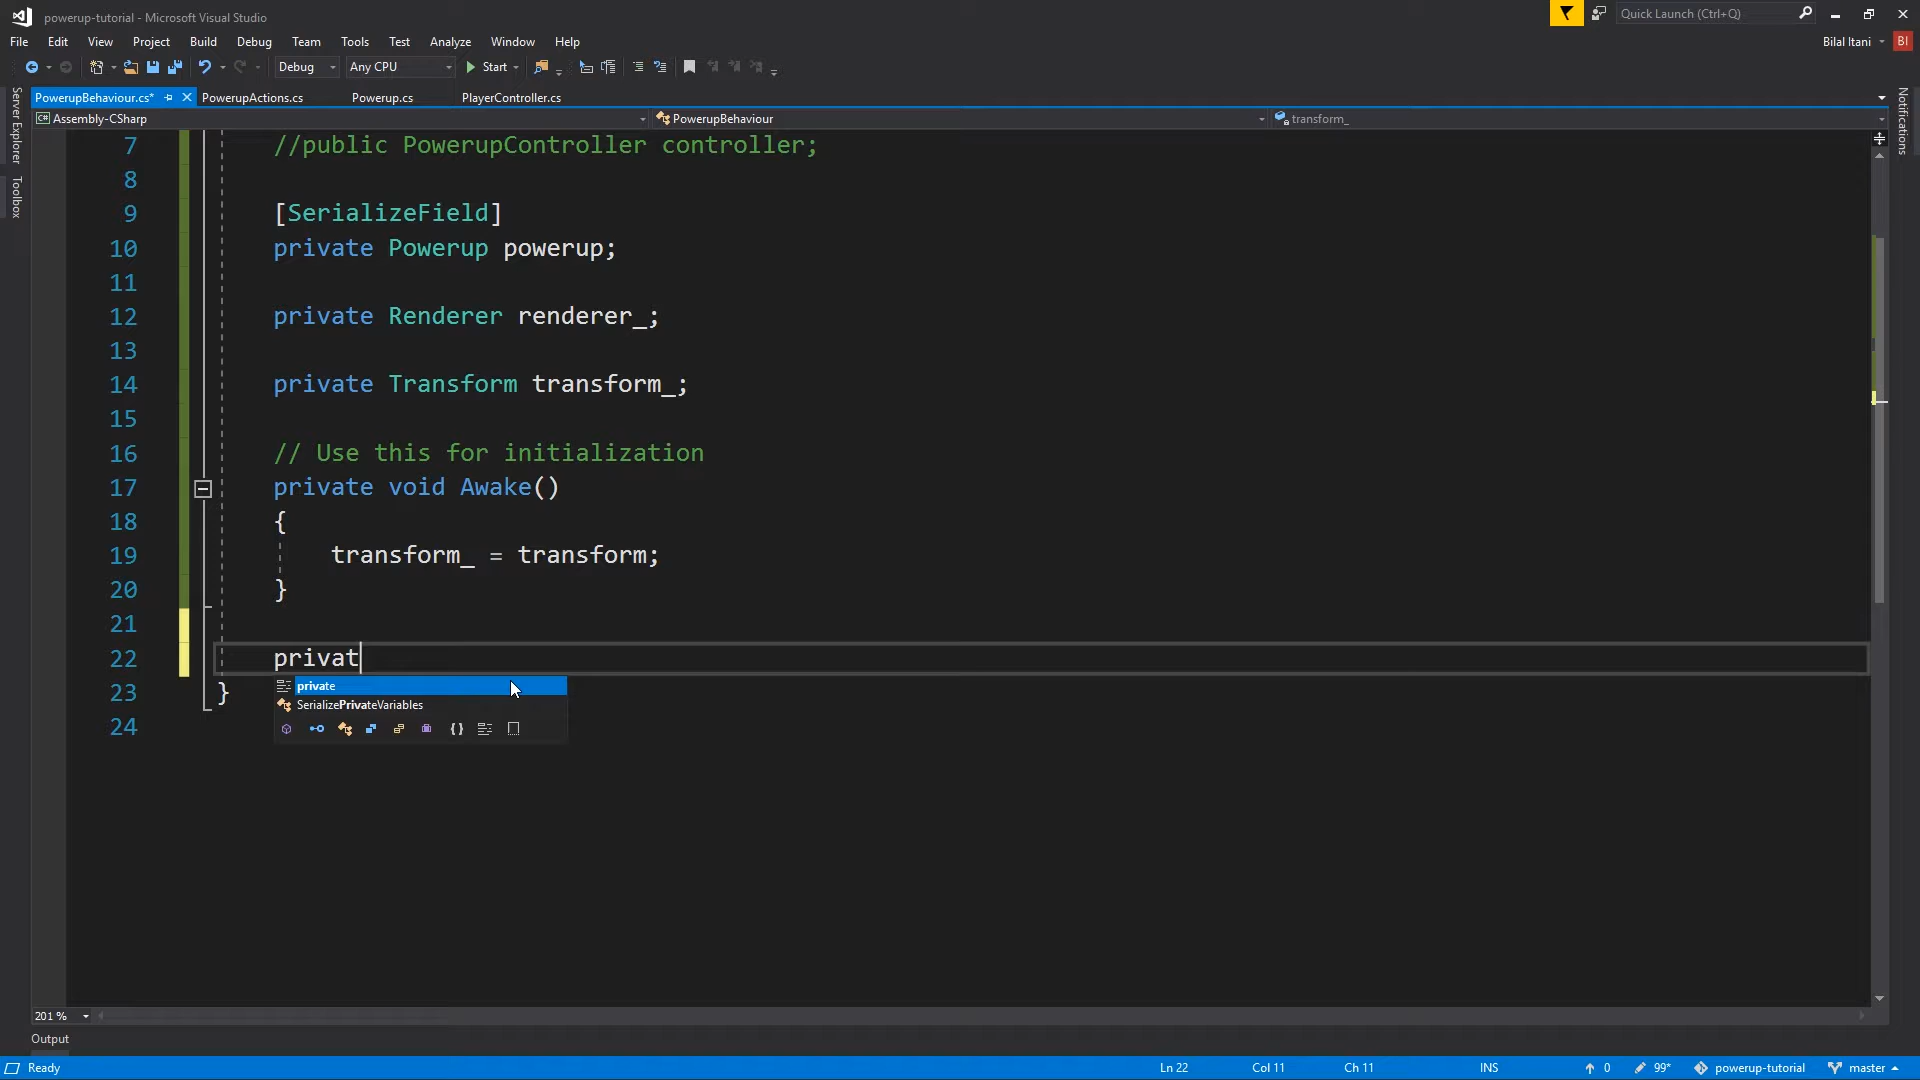 powerup-tutorial - Microsoft Visual Studio
Quick Launch (Ctrl+Q)
File Edit View Project Build Debug Team Tools Test Analyze Window Help
Bilal Itani BI
Debug Any CPU Start
PowerupBehaviour.cs* PowerupActions.cs Powerup.cs PlayerController.cs
C# Assembly-CSharp PowerupBehaviour transform_
Server Explorer
Toolbox
Notifications
7 //public PowerupController controller;
8
9 [SerializeField]
10 private Powerup powerup;
11
12 private Renderer renderer_;
13
14 private Transform transform_;
15
16 // Use this for initialization
17 private void Awake()
18 {
19 transform_ = transform;
20 }
21
22 privat
23 }
24
private
SerializePrivateVariables
201 %
Output
Ready Ln 22 Col 11 Ch 11 INS 0 99* powerup-tutorial master